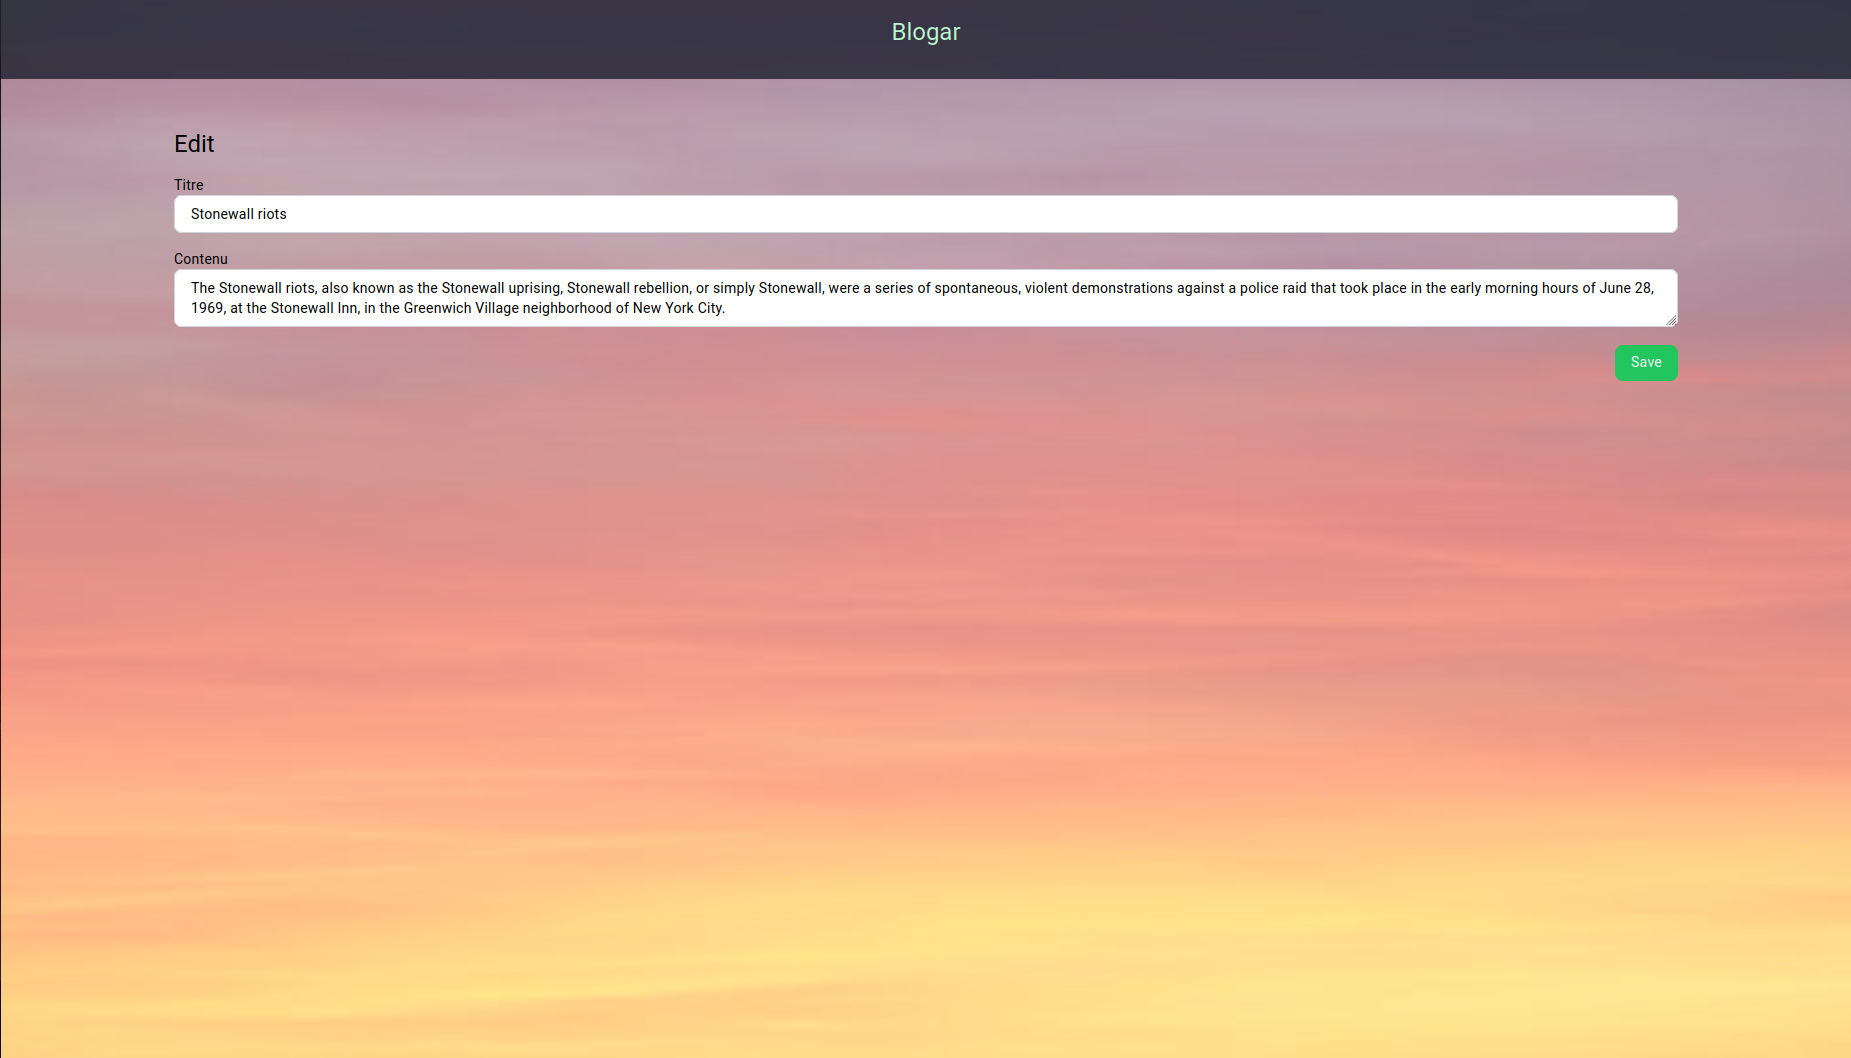 Blogar
Edit
Titre
Stonewall riots
Contenu
The Stonewall riots, also known as the Stonewall uprising, Stonewall rebellion, or simply Stonewall, were a series of spontaneous, violent demonstrations against a police raid that took place in the early morning hours of June 28,
1969, at the Stonewall Inn, in the Greenwich Village neighborhood of New York City.
Save